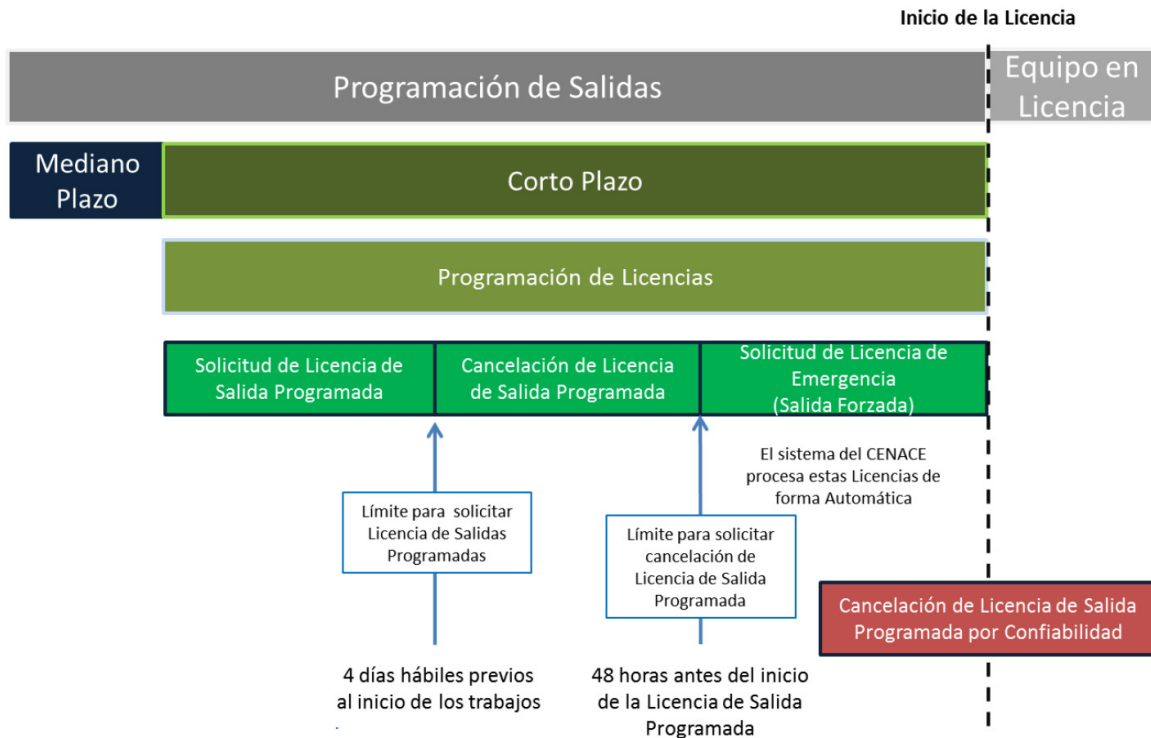 Inicio de la Licencia
Programación de Salidas
Equipo en
Licencia
Mediano
Plazo
Corto Plazo
Programación de Licencias
Solicitud de Licencia de
Salida Programada
Cancelación de Licencia
de Salida Programada
Solicitud de Licencia de
Emergencia
(Salida Forzada)
El sistema del CENACE
procesa estas Licencias de
forma Automática
Límite para solicitar
Licencia de Salidas
Programadas
Límite para solicitar
cancelación de
Licencia de Salida
Programada
Cancelación de Licencia de Salida
Programada por Confiabilidad
4 días hábiles previos
al inicio de los trabajos
48 horas antes del inicio
de la Licencia de Salida
Programada